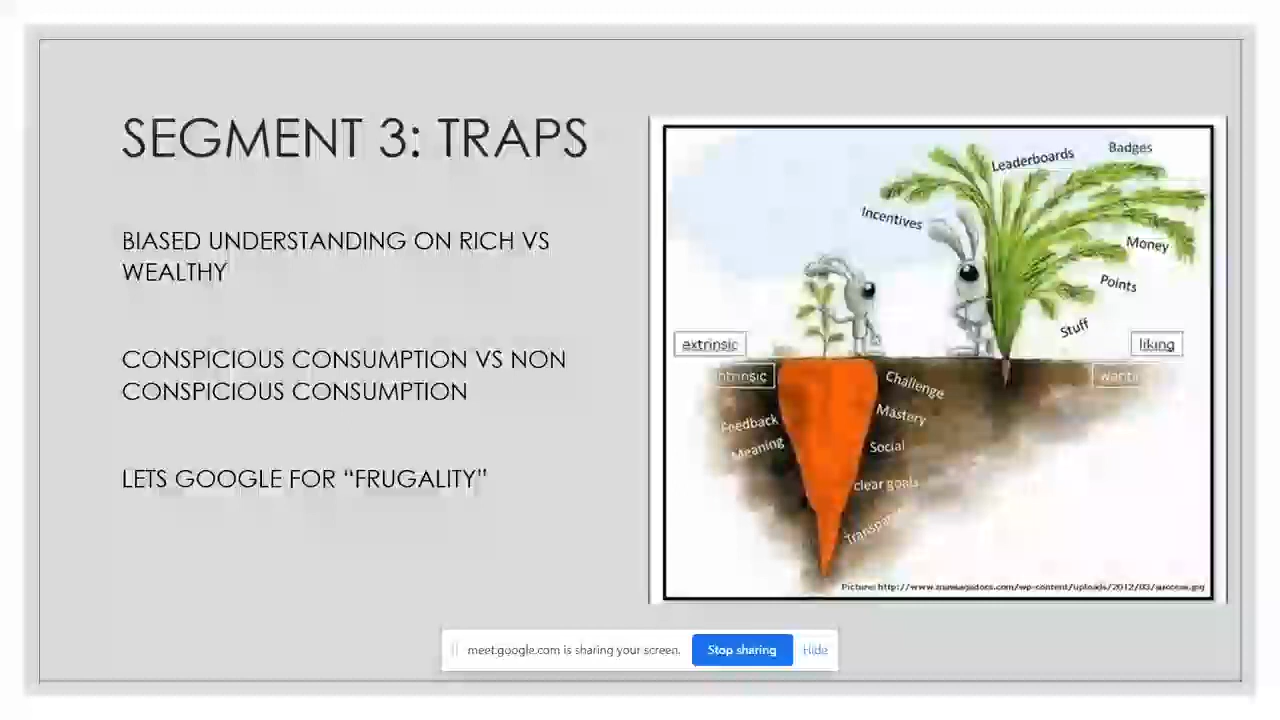 SEGMENT 3: TRAPS
BIASED UNDERSTANDING ON RICH VS
WEALTHY
CONSPICIOUS CONSUMPTION VS NON
CONSPICIOUS CONSUMPTION
LETS GOOGLE FOR “FRUGALITY”
Leaderboards
Badges
Incentives
Money
Points
Stuff
extrinsic
liking
Challenge
Feedback
Mastery
Meaning
Social
clear goals
meet.google.com is sharing your screen.
Stop sharing
Hide